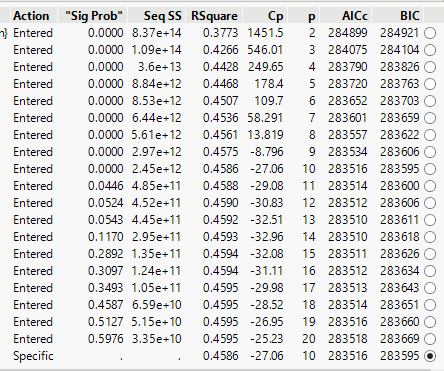 Action "Sig Prob" Seq SS RSquare Cp p AICc BIC
n} Entered 0.0000 8.37e+14 0.3773 1451.5 2 284899 284921
Entered 0.0000 1.09e+14 0.4266 546.01 3 284075 284104
Entered 0.0000 3.6e+13 0.4428 249.65 4 283790 283826
Entered 0.0000 8.84e+12 0.4468 178.4 5 283720 283763
Entered 0.0000 8.53e+12 0.4507 109.7 6 283652 283703
Entered 0.0000 6.44e+12 0.4536 58.291 7 283601 283659
Entered 0.0000 5.61e+12 0.4561 13.819 8 283557 283622
Entered 0.0000 2.97e+12 0.4575 -8.796 9 283534 283606
Entered 0.0000 2.45e+12 0.4586 -27.06 10 283516 283595
Entered 0.0446 4.85e+11 0.4588 -29.08 11 283514 283600
Entered 0.0524 4.52e+11 0.4590 -30.83 12 283512 283606
Entered 0.0543 4.45e+11 0.4592 -32.51 13 283510 283611
Entered 0.1170 2.95e+11 0.4593 -32.96 14 283510 283618
Entered 0.2892 1.35e+11 0.4594 -32.08 15 283511 283626
Entered 0.3097 1.24e+11 0.4594 -31.11 16 283512 283634
Entered 0.3493 1.05e+11 0.4595 -29.98 17 283513 283643
Entered 0.4587 6.59e+10 0.4595 -28.52 18 283514 283651
Entered 0.5127 5.15e+10 0.4595 -26.95 19 283516 283660
Entered 0.5976 3.35e+10 0.4595 -25.23 20 283518 283669
Specific . . 0.4586 -27.06 10 283516 283595